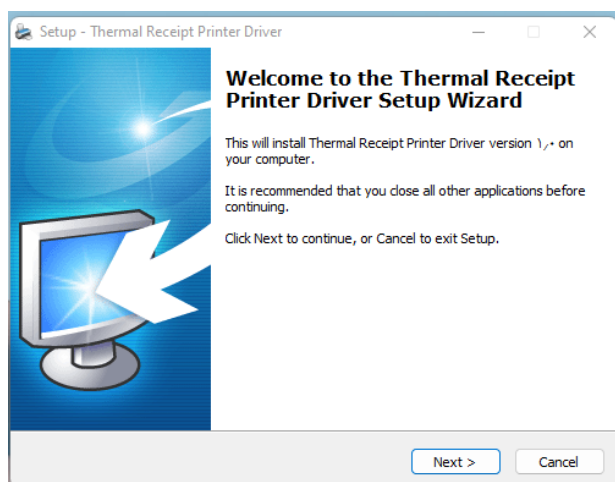 Setup - Thermal Receipt Printer Driver
Welcome to the Thermal Receipt
Printer Driver Setup Wizard
This will install Thermal Receipt Printer Driver version ۱٫۰ on
your computer.
It is recommended that you close all other applications before
continuing.
Click Next to continue, or Cancel to exit Setup.
Next >
Cancel